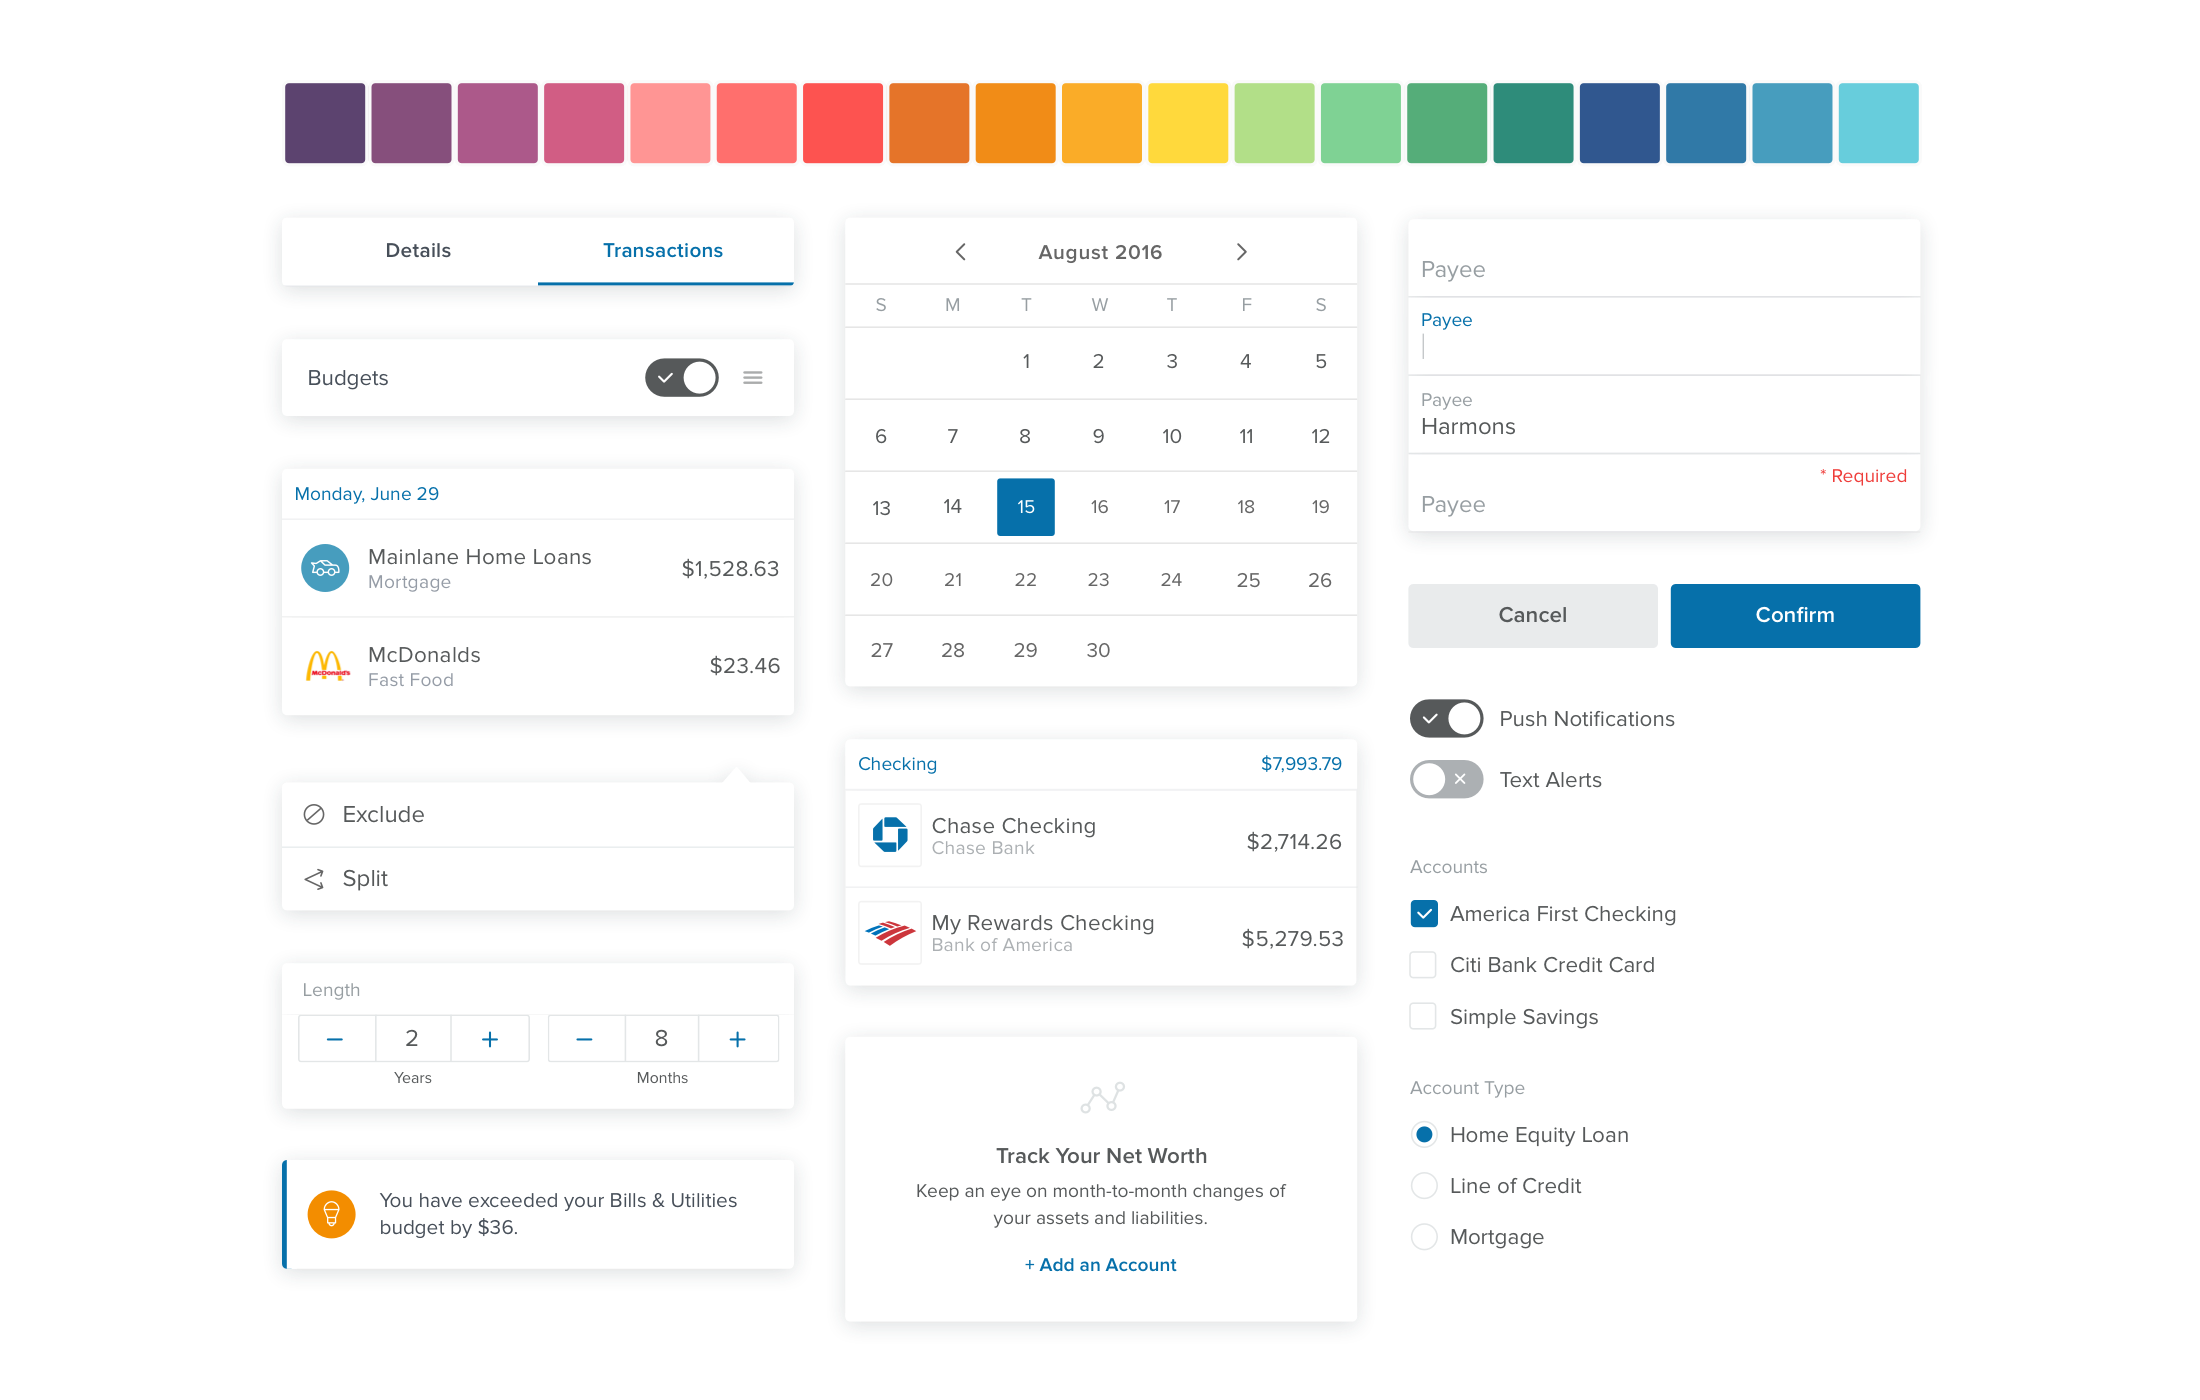 Details Transactions
Budgets
Monday, June 29
Mainlane Home Loans
Mortgage
$1,528.63
McDonald's
McDonalds
Fast Food
$23.46
Exclude
Split
Length
2 8
Years Months
You have exceeded your Bills & Utilities
budget by $36.
August 2016
S M T W T F S
1 2 3 4 5
6 7 8 9 10 11 12
13 14 15 16 17 18 19
20 21 22 23 24 25 26
27 28 29 30
Checking $7,993.79
Chase Checking
Chase Bank
$2,714.26
My Rewards Checking
Bank of America
$5,279.53
Track Your Net Worth
Keep an eye on month-to-month changes of
your assets and liabilities.
+ Add an Account
Payee
Payee
Payee
Harmons
* Required
Payee
Cancel Confirm
Push Notifications
Text Alerts
Accounts
America First Checking
Citi Bank Credit Card
Simple Savings
Account Type
Home Equity Loan
Line of Credit
Mortgage